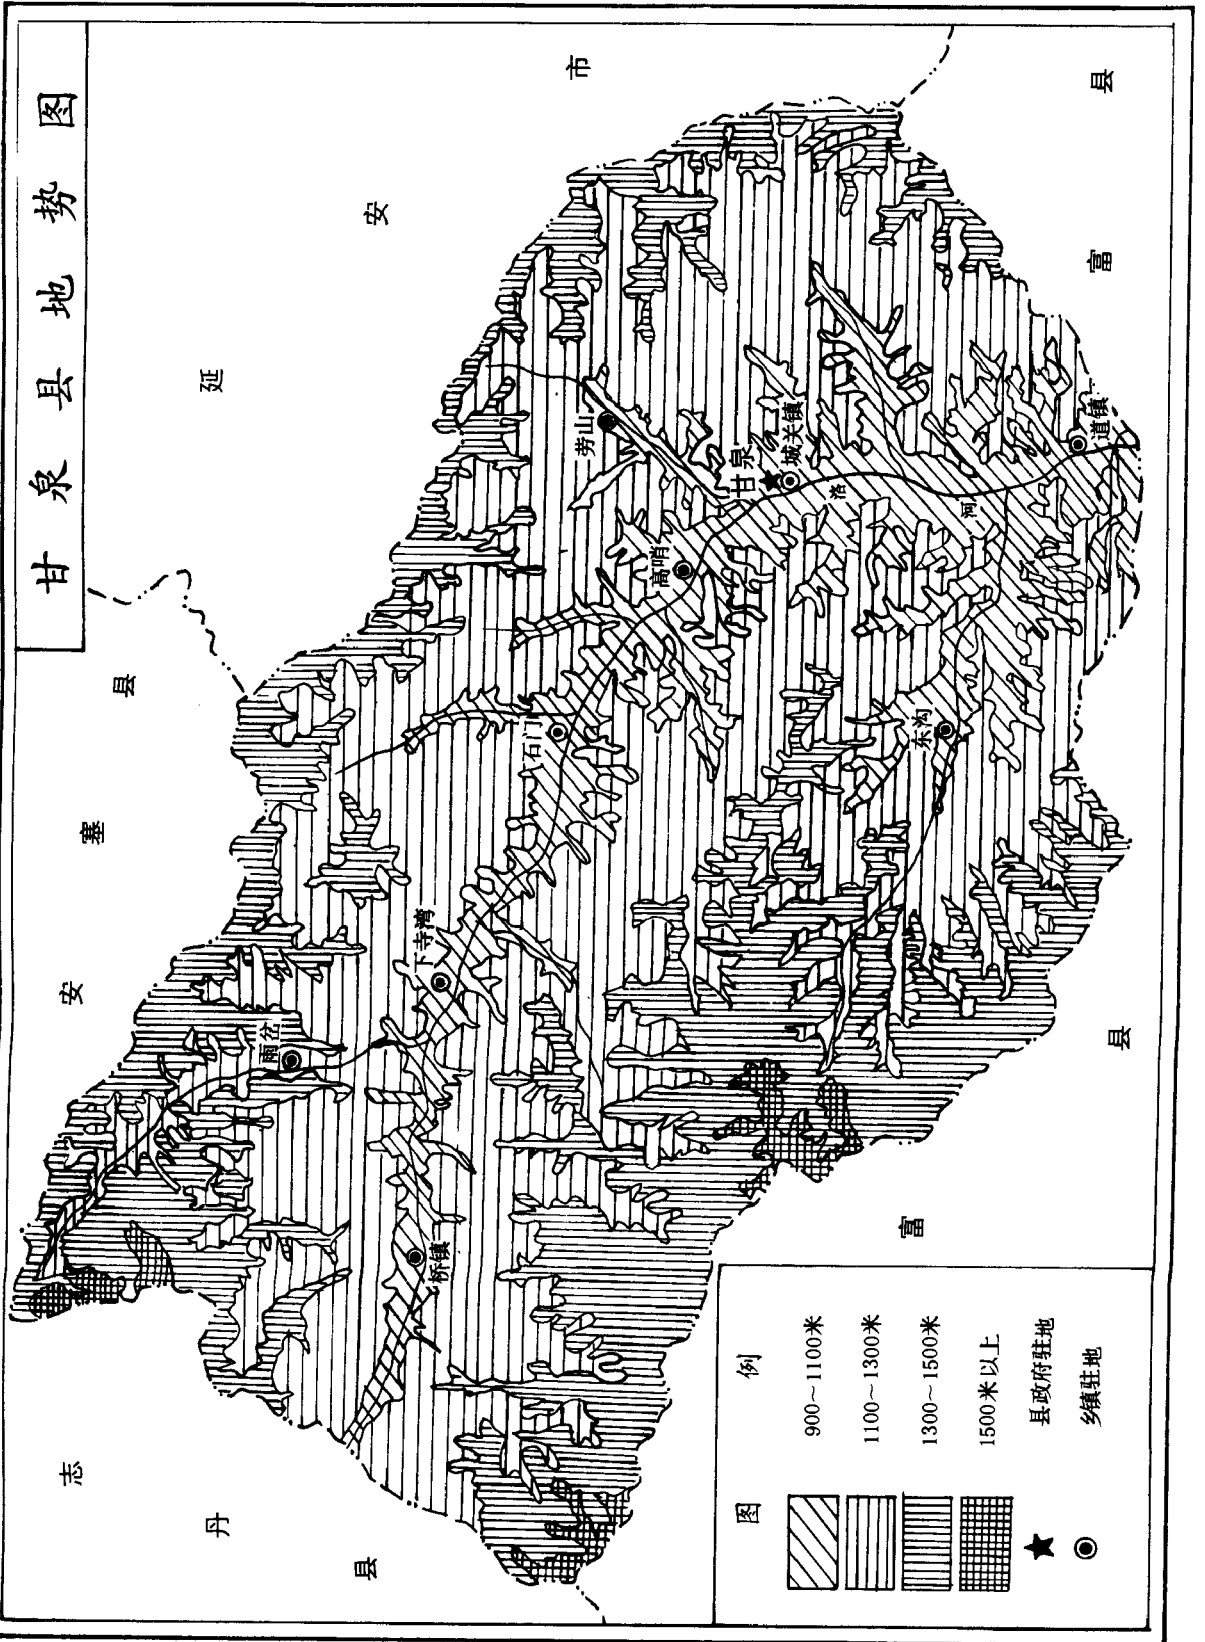 甘泉县地势图
志丹县
安塞县
延安市
富县
富县
雨岔
下寺湾
桥镇
石门
高哨
劳山
甘泉
城关镇
洛河
东沟
道镇
图例
900~1100米
1100~1300米
1300~1500米
1500米以上
县政府驻地
乡镇驻地